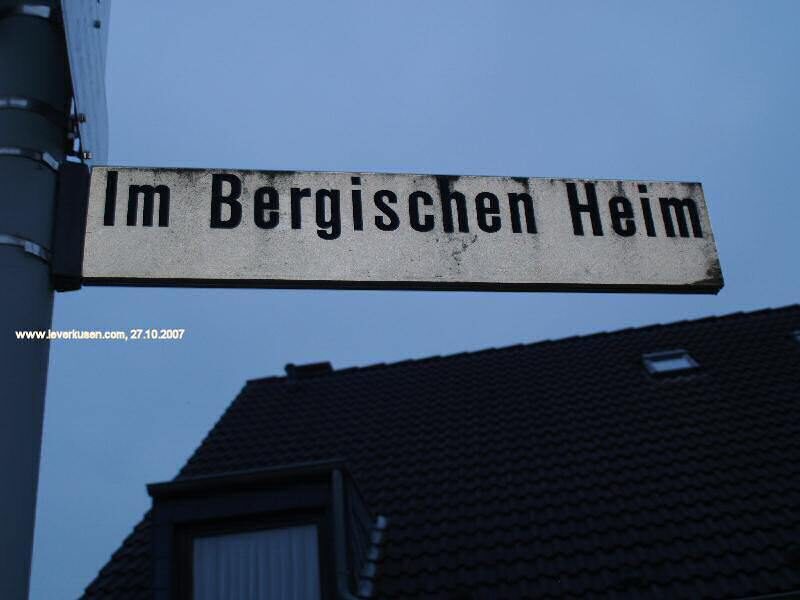 Im Bergischen Heim
www.leverkusen.com, 27.10.2007